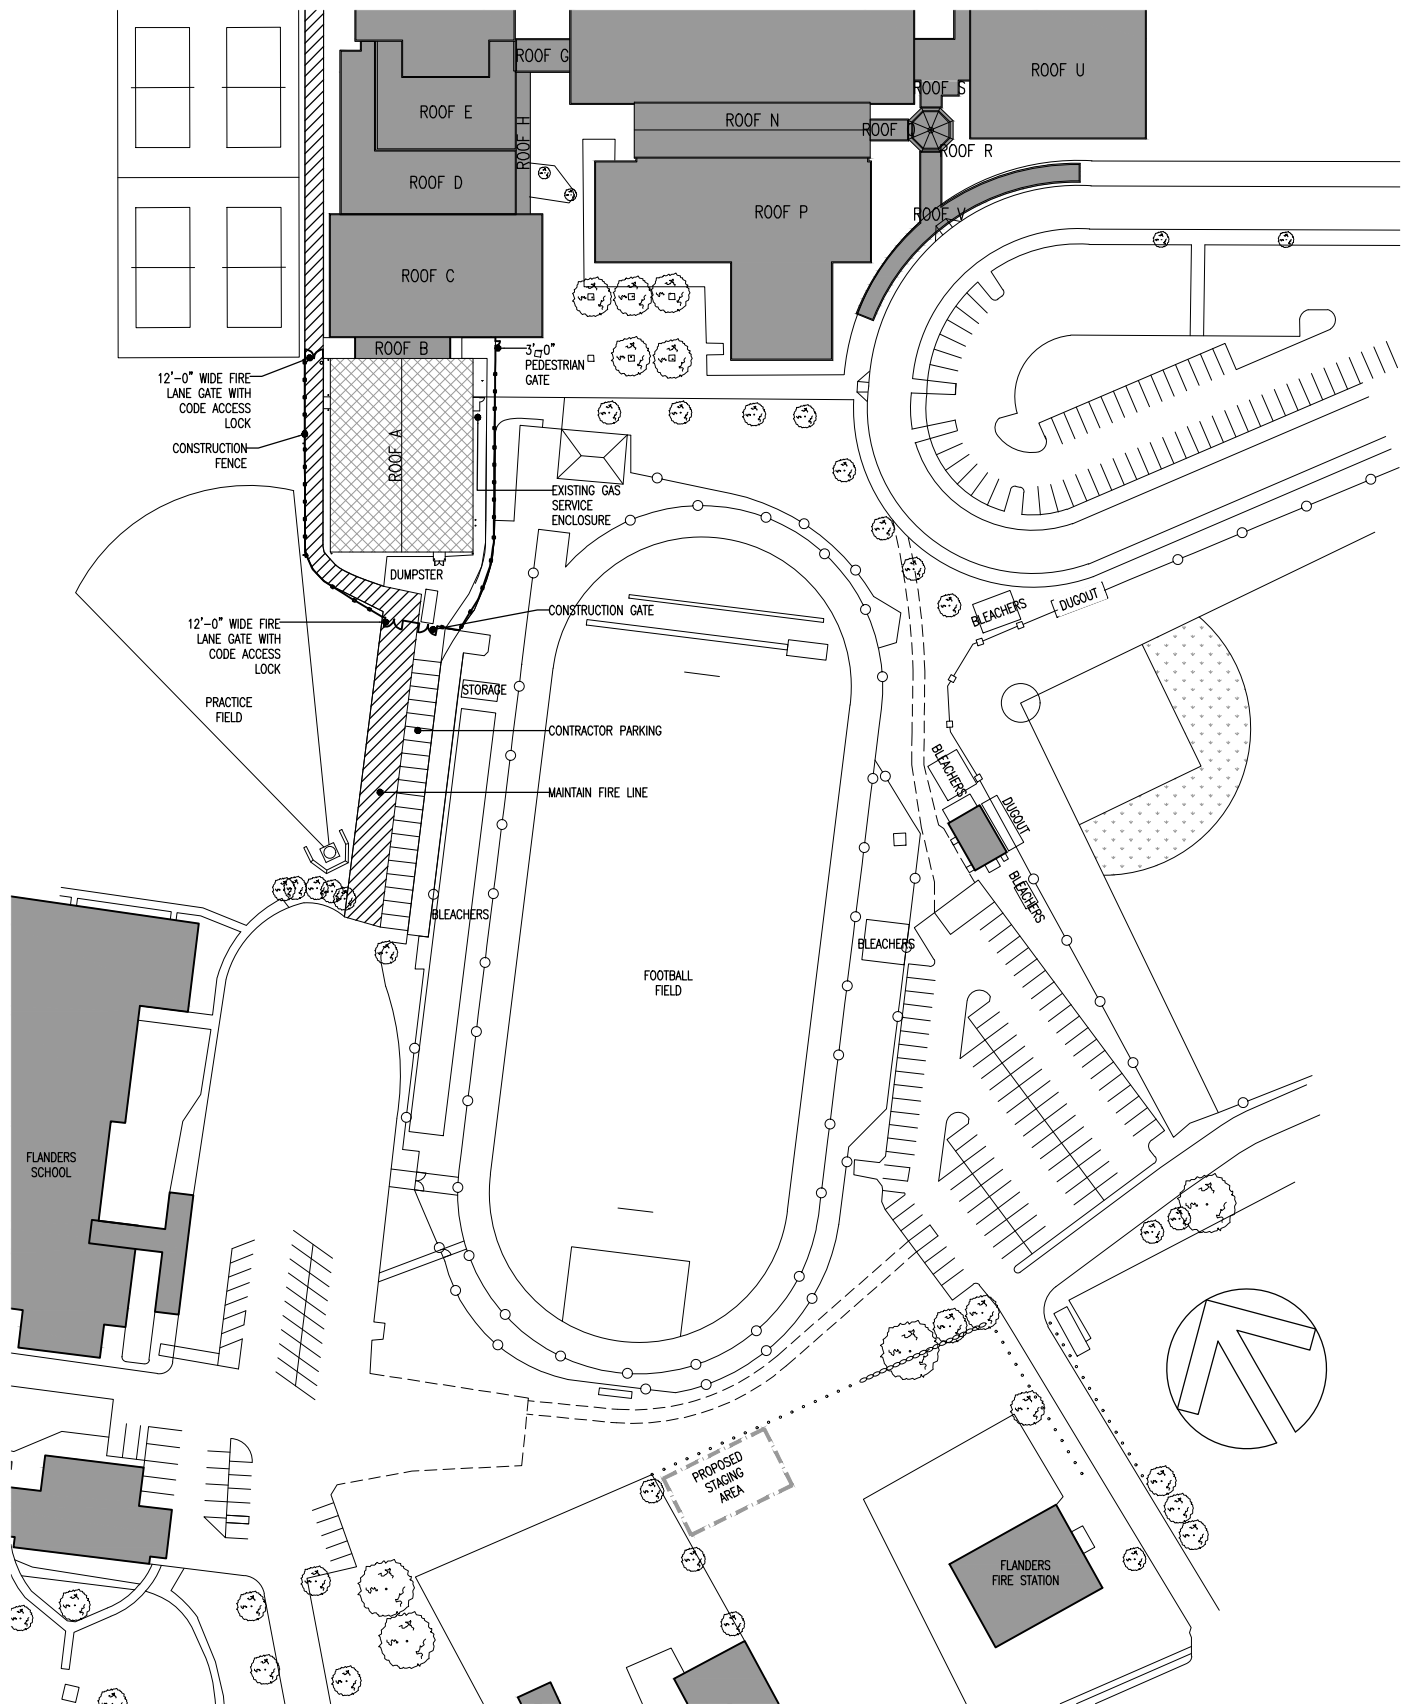 ROOF G
ROOF U
ROOF E
ROOF S
ROOF N
ROOF
ROOF H
ROOF R
ROOF D
ROOF P
ROOF V
ROOF C
ROOF B
3'-0"
PEDESTRIAN
GATE
12'-0" WIDE FIRE
LANE GATE WITH
CODE ACCESS
LOCK
ROOF A
CONSTRUCTION
FENCE
EXISTING GAS
SERVICE
ENCLOSURE
DUMPSTER
BLEACHERS
DUGOUT
CONSTRUCTION GATE
12'-0" WIDE FIRE
LANE GATE WITH
CODE ACCESS
LOCK
STORAGE
PRACTICE
FIELD
CONTRACTOR PARKING
BLEACHERS
MAINTAIN FIRE LINE
DUGOUT
BLEACHERS
BLEACHERS
BLEACHERS
FOOTBALL
FIELD
FLANDERS
SCHOOL
PROPOSED
STAGING
AREA
FLANDERS
FIRE STATION